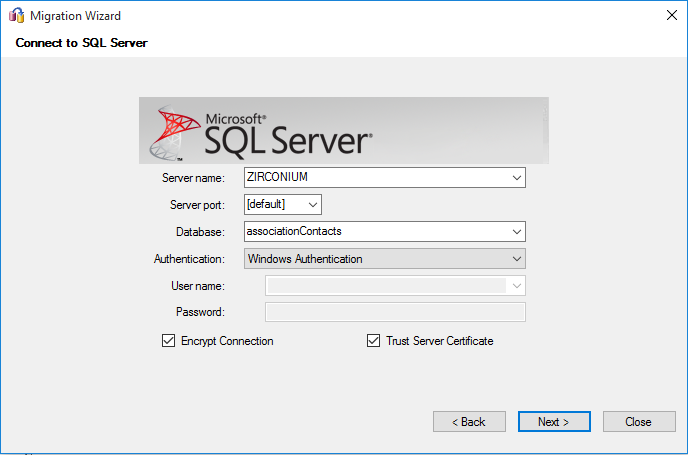 Migration Wizard
Connect to SQL Server
Microsoft®
SQL Server®
™
Server name: ZIRCONIUM
Server port: [default]
Database: associationContacts
Authentication: Windows Authentication
User name:
Password:
Encrypt Connection Trust Server Certificate
< Back Next > Close